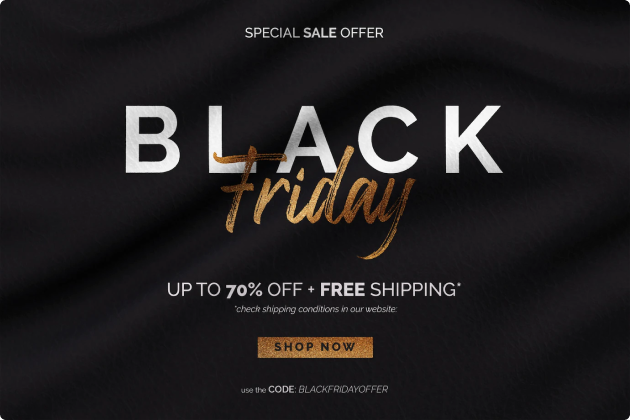 SPECIAL SALE OFFER
BLACK
Friday
UP TO 70% OFF + FREE SHIPPING*
*check shipping conditions in our website:
SHOP NOW
use the CODE: BLACKFRIDAYOFFER